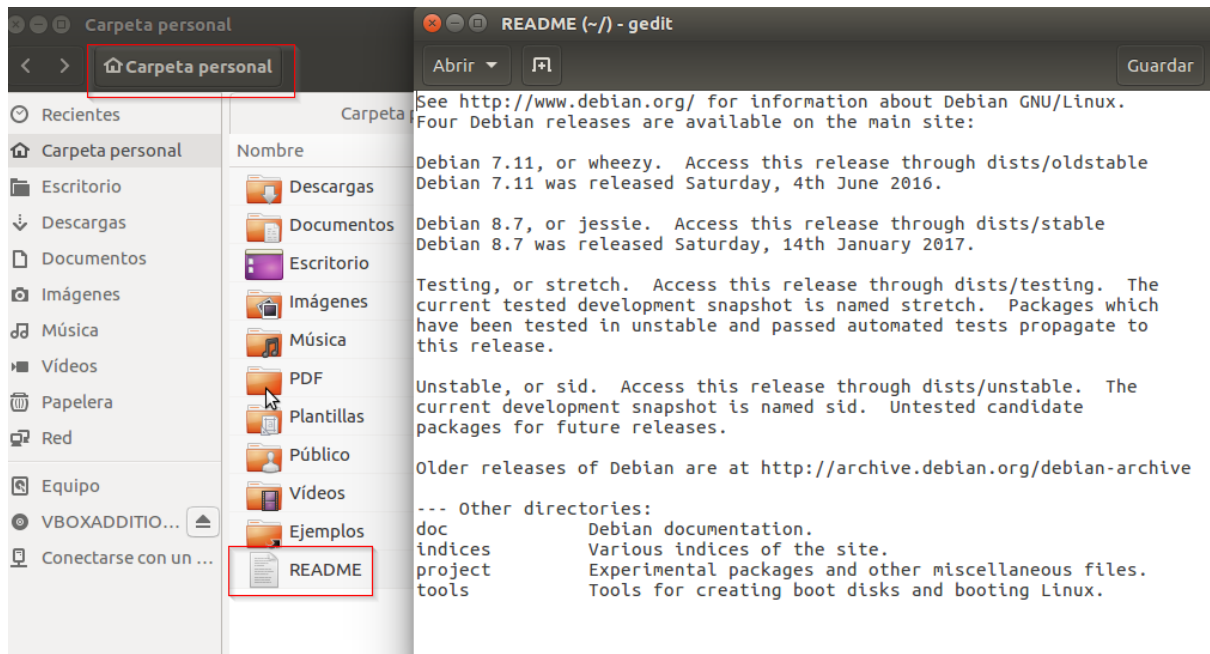 Carpeta personal
Carpeta personal
Recientes
Carpeta personal
Escritorio
Descargas
Documentos
Imágenes
Música
Vídeos
Papelera
Red
Equipo
VBOXADDITIO...
Conectarse con un ...
Carpeta
Nombre
Descargas
Documentos
Escritorio
Imágenes
Música
PDF
Plantillas
Público
Vídeos
Ejemplos
README
README (~/) - gedit
Abrir
Guardar
See http://www.debian.org/ for information about Debian GNU/Linux.
Four Debian releases are available on the main site:
Debian 7.11, or wheezy.  Access this release through dists/oldstable
Debian 7.11 was released Saturday, 4th June 2016.
Debian 8.7, or jessie.  Access this release through dists/stable
Debian 8.7 was released Saturday, 14th January 2017.
Testing, or stretch.  Access this release through dists/testing.  The
current tested development snapshot is named stretch.  Packages which
have been tested in unstable and passed automated tests propagate to
this release.
Unstable, or sid.  Access this release through dists/unstable.  The
current development snapshot is named sid.  Untested candidate
packages for future releases.
Older releases of Debian are at http://archive.debian.org/debian-archive
--- Other directories:
doc             Debian documentation.
indices         Various indices of the site.
project         Experimental packages and other miscellaneous files.
tools           Tools for creating boot disks and booting Linux.